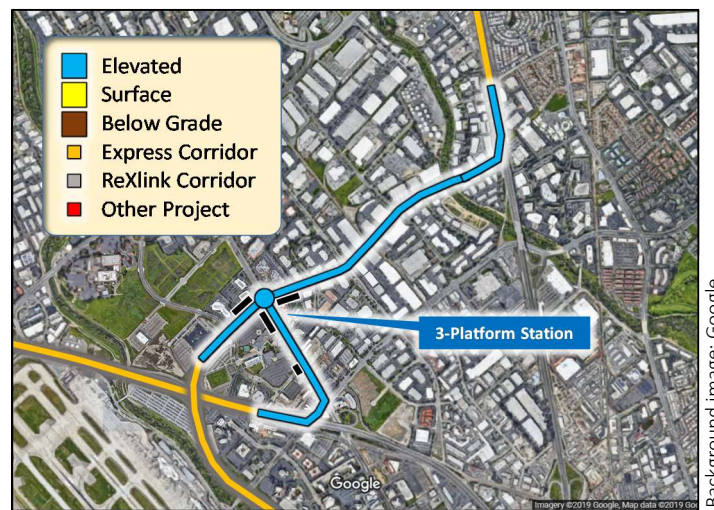 Elevated
Surface
Below Grade
Express Corridor
ReXlink Corridor
Other Project
3-Platform Station
Google
Imagery ©2019 Google, Map data ©2019 Goo
Background image: Google